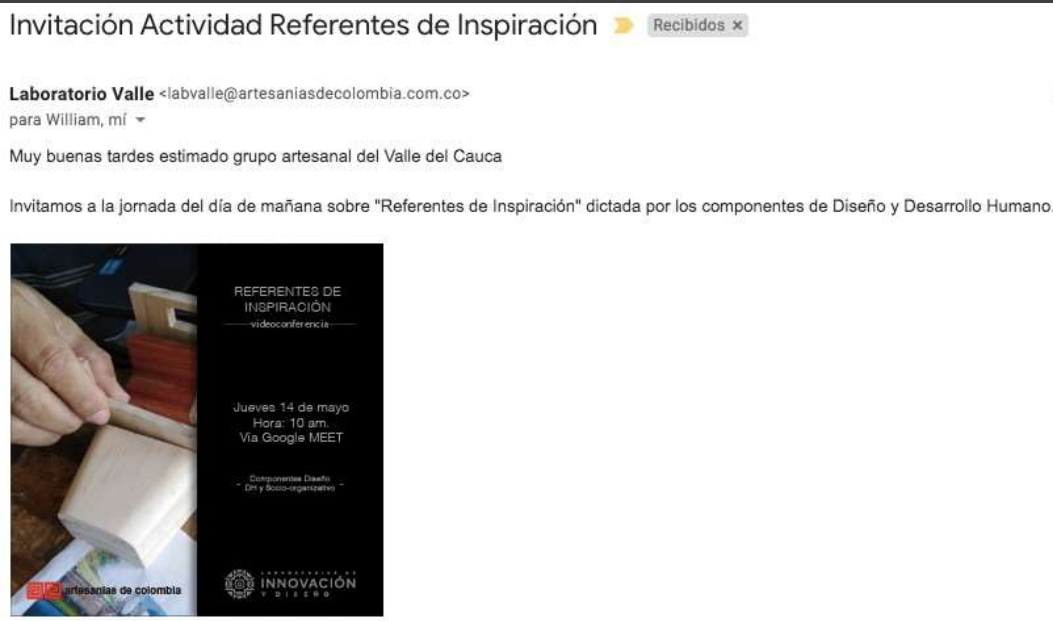 Invitación Actividad Referentes de Inspiración
Recibidos ×
Laboratorio Valle <labvalle@artesaniasdecolombia.com.co>
para William, mí
Muy buenas tardes estimado grupo artesanal del Valle del Cauca
Invitamos a la jornada del día de mañana sobre "Referentes de Inspiración" dictada por los componentes de Diseño y Desarrollo Humano.
REFERENTES DE
INSPIRACIÓN
videoconferencia
Jueves 14 de mayo
Hora: 10 am.
Vía Google MEET
Componentes Diseño
- DH y Socio-organizativo -
artesanías de colombia
LABORATORIOS DE
INNOVACIÓN
Y DISEÑO